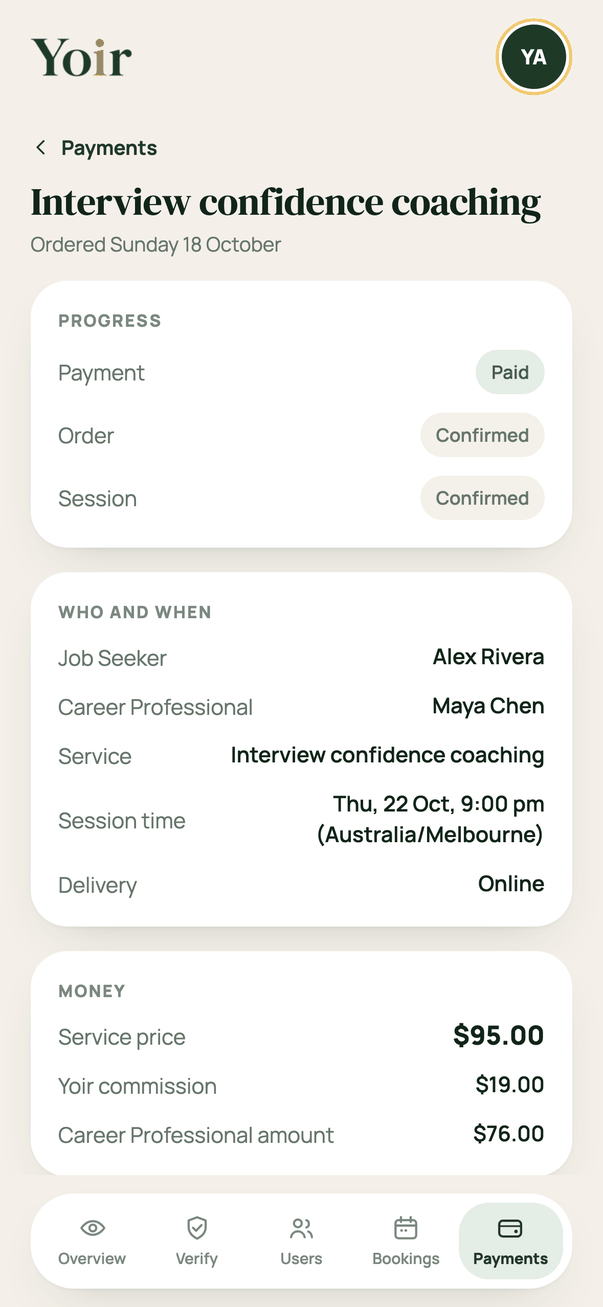 Yoir
YA
Payments
Interview confidence coaching
Ordered Sunday 18 October
PROGRESS
Payment Paid
Order Confirmed
Session Confirmed
WHO AND WHEN
Job Seeker Alex Rivera
Career Professional Maya Chen
Service Interview confidence coaching
Session time Thu, 22 Oct, 9:00 pm
(Australia/Melbourne)
Delivery Online
MONEY
Service price $95.00
Yoir commission $19.00
Career Professional amount $76.00
Overview Verify Users Bookings Payments